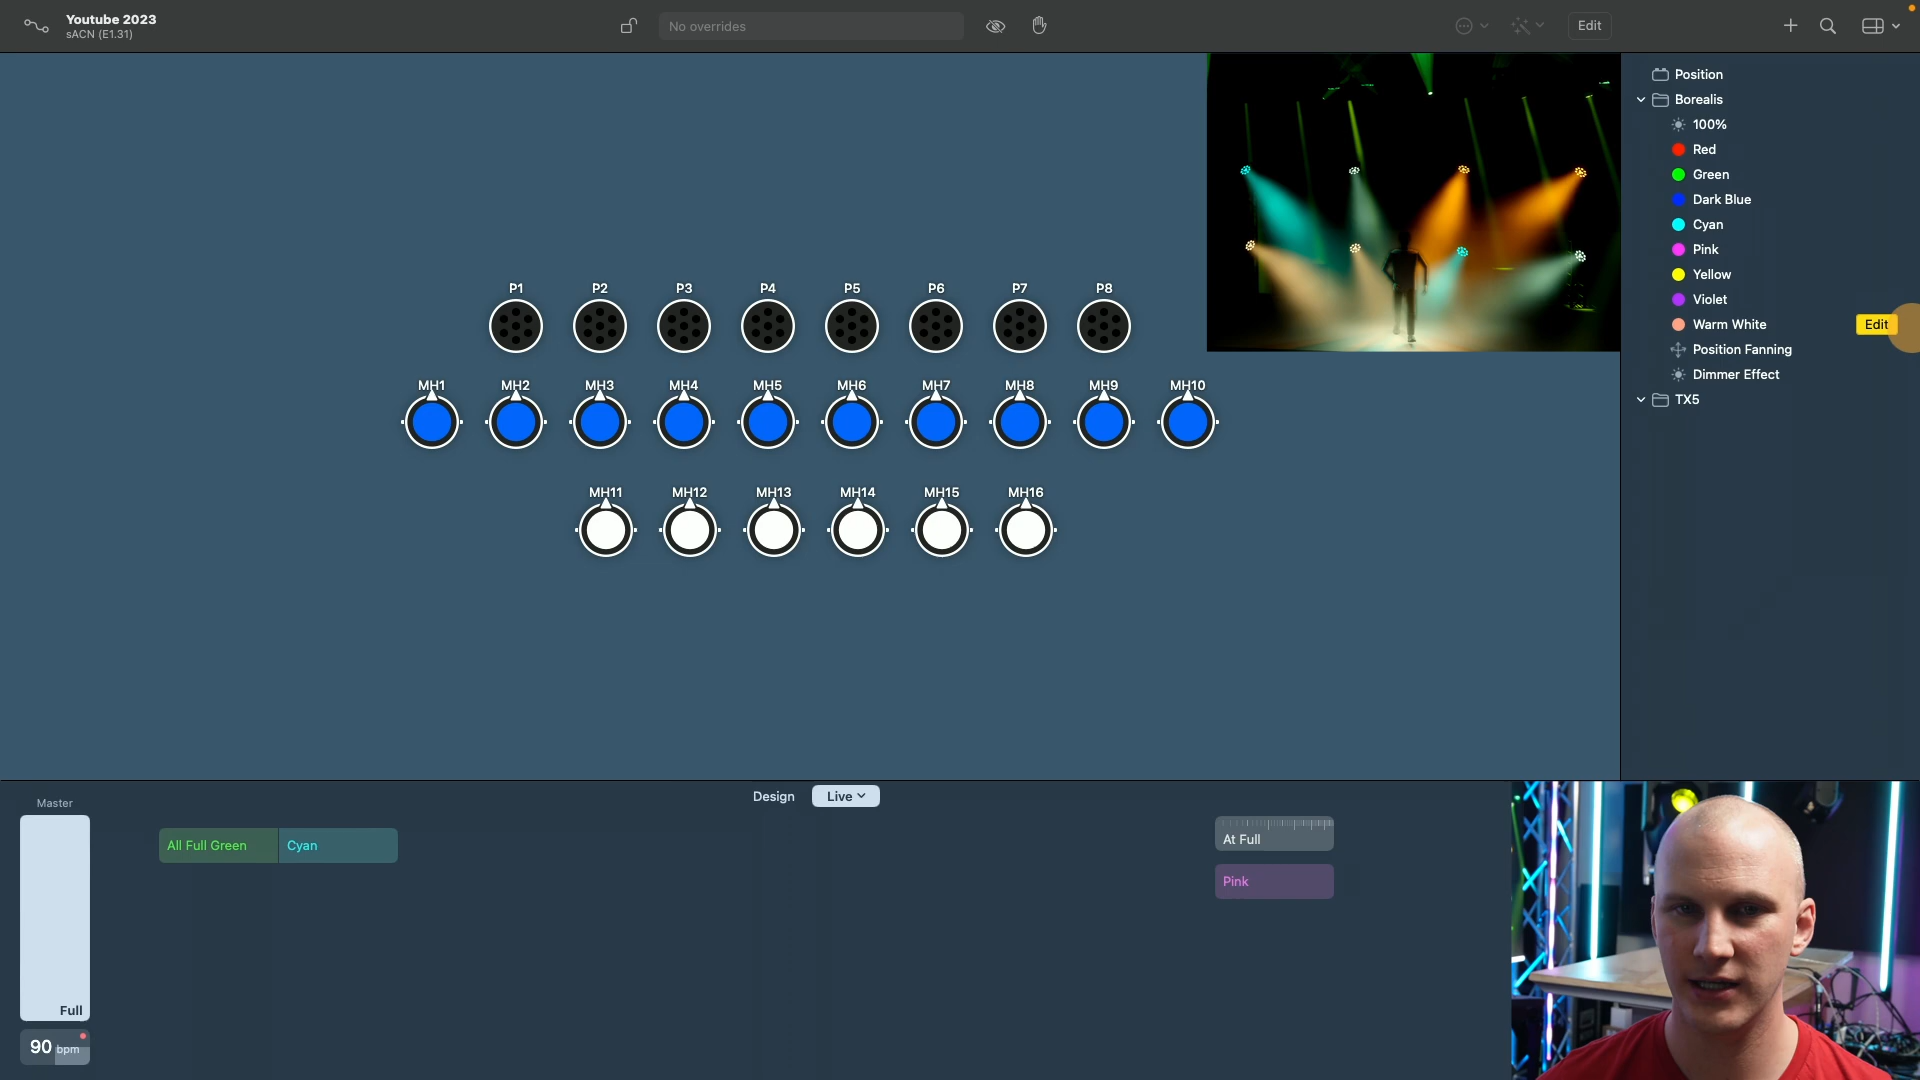 Youtube 2023
sACN (E1.31)
No overrides
Edit
Position
Borealis
100%
Red
Green
Dark Blue
Cyan
Pink
Yellow
Violet
Warm White
Edit
Position Fanning
Dimmer Effect
TX5
P1 P2 P3 P4 P5 P6 P7 P8
MH1 MH2 MH3 MH4 MH5 MH6 MH7 MH8 MH9 MH10
MH11 MH12 MH13 MH14 MH15 MH16
Design Live
Master
Full
90 bpm
All Full Green Cyan
At Full
Pink